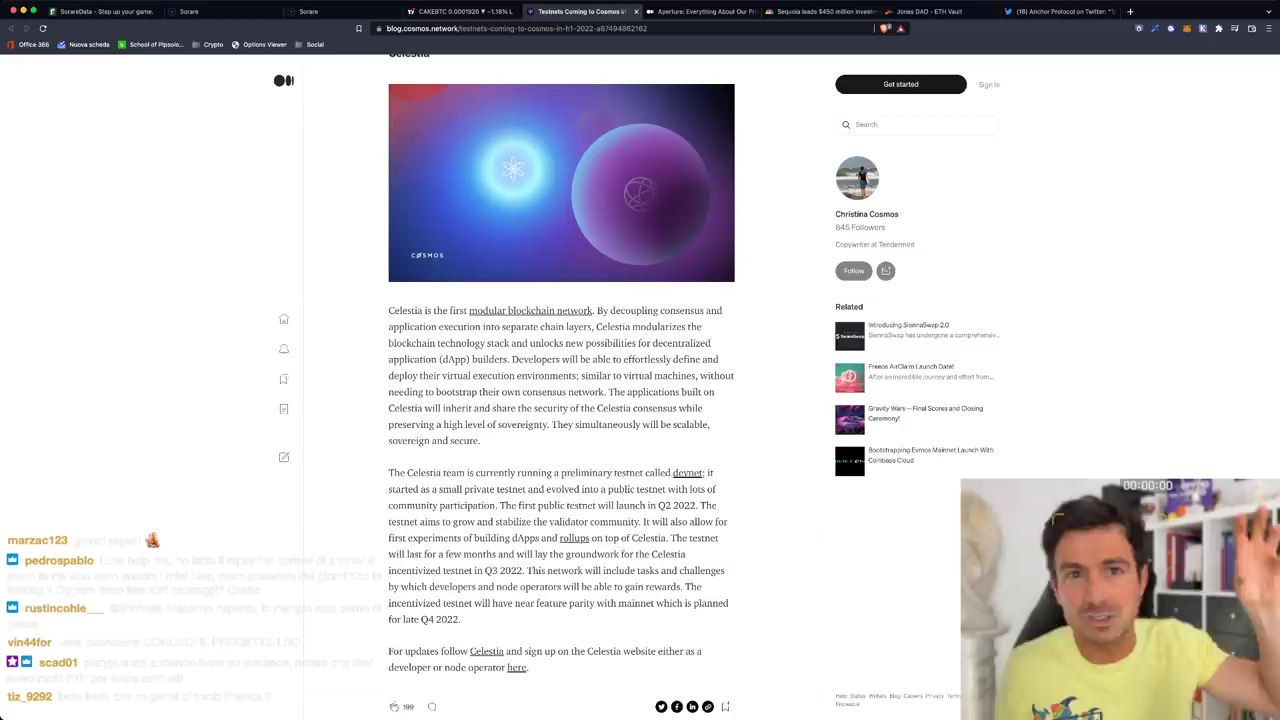 SorareData - Step up your game.
Sorare
Sorare
CAKEBTC 0.0001926 ▼ −1.18% L
Testnets Coming to Cosmos in
Aperture: Everything About Our Pri
Sequoia leads $450 million investm
Jones DAO - ETH Vault
(18) Anchor Protocol on Twitter:
blog.cosmos.network/testnets-coming-to-cosmos-in-h1-2022-a87494862162
Office 365
Nuova scheda
School of Pipsolo...
Crypto
Options Viewer
Social
Celestia
Get started
Sign In
Search
COSMOS
Christina Cosmos
845 Followers
Copywriter at Tendermint
Follow
Related
Introducing SiennaSwap 2.0
SiennaSwap has undergone a comprehensiv...
Freeos AirClaim Launch Date!
After an incredible journey and effort from...
Gravity Wars — Final Scores and Closing
Ceremony!
Bootstrapping Evmos Mainnet Launch With
Coinbase Cloud
Celestia is the first modular blockchain network. By decoupling consensus and
application execution into separate chain layers, Celestia modularizes the
blockchain technology stack and unlocks new possibilities for decentralized
application (dApp) builders. Developers will be able to effortlessly define and
deploy their virtual execution environments; similar to virtual machines, without
needing to bootstrap their own consensus network. The applications built on
Celestia will inherit and share the security of the Celestia consensus while
preserving a high level of sovereignty. They simultaneously will be scalable,
sovereign and secure.
The Celestia team is currently running a preliminary testnet called devnet; it
started as a small private testnet and evolved into a public testnet with lots of
community participation. The first public testnet will launch in Q2 2022. The
testnet aims to grow and stabilize the validator community. It will also allow for
first experiments of building dApps and rollups on top of Celestia. The testnet
will last for a few months and will lay the groundwork for the Celestia
incentivized testnet in Q3 2022. This network will include tasks and challenges
by which developers and node operators will be able to gain rewards. The
incentivized testnet will have near feature parity with mainnet which is planned
for late Q4 2022.
For updates follow Celestia and sign up on the Celestia website either as a
developer or node operator here.
199
Help Status Writers Blog Careers Privacy Terms
Knowable
00:00:00
marzac123
pedrospablo
rustincohle___
vin44for
scad01
tiz_9292